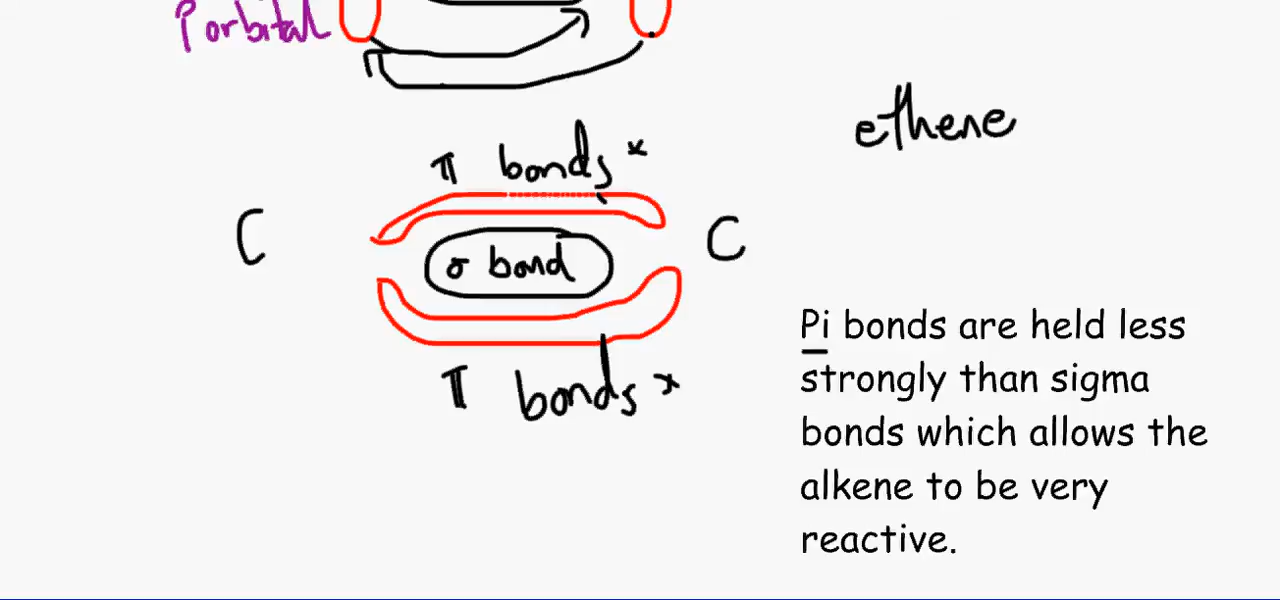 P orbital
ethene
π bonds *
C
σ bond
C
π bonds *
Pi bonds are held less
strongly than sigma
bonds which allows the
alkene to be very
reactive.